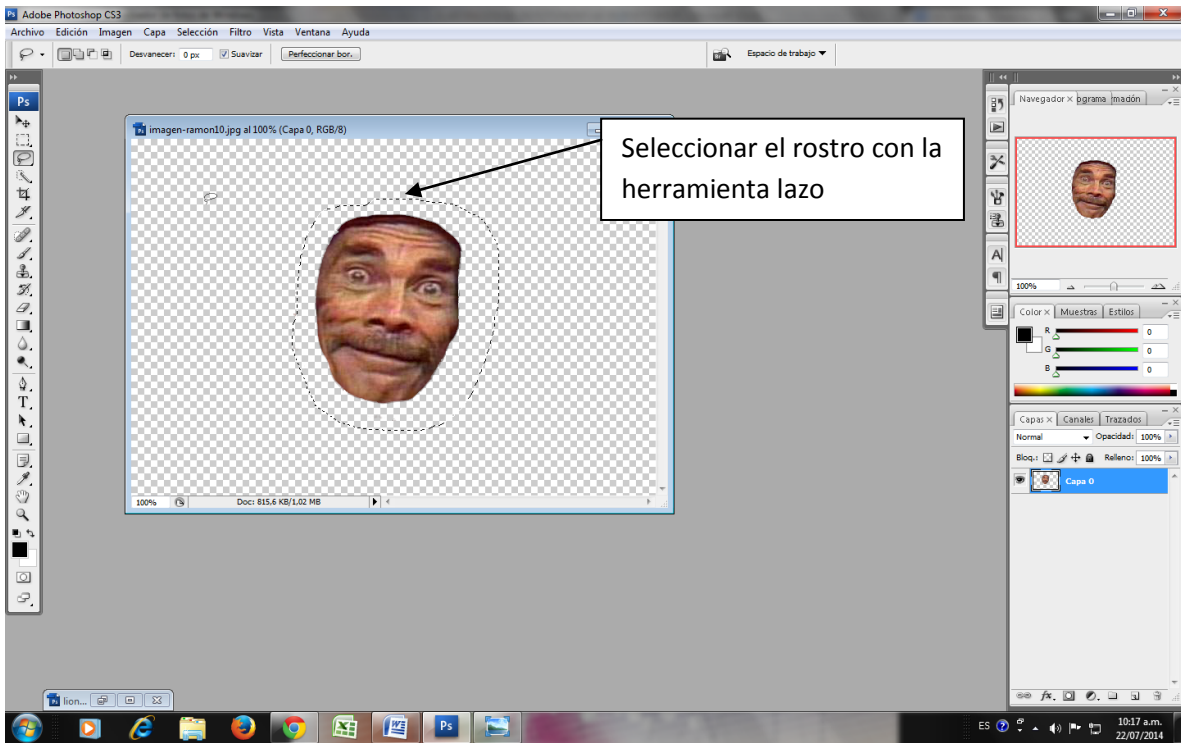 Adobe Photoshop CS3
Archivo Edición Imagen Capa Selección Filtro Vista Ventana Ayuda
Desvanecer: 0 px Suavizar Perfeccionar bor.
Espacio de trabajo
Ps
imagen-ramon10.jpg al 100% (Capa 0, RGB/8)
Seleccionar el rostro con la
herramienta lazo
100% Doc: 815.6 KB/1.02 MB
Navegador
100%
Color Muestras Estilos
R 0
G 0
B 0
Capas Canales Trazados
Normal Opacidad: 100%
Bloq.: Relleno: 100%
Capa 0
lion...
Ps
ES 10:17 a.m.
22/07/2014